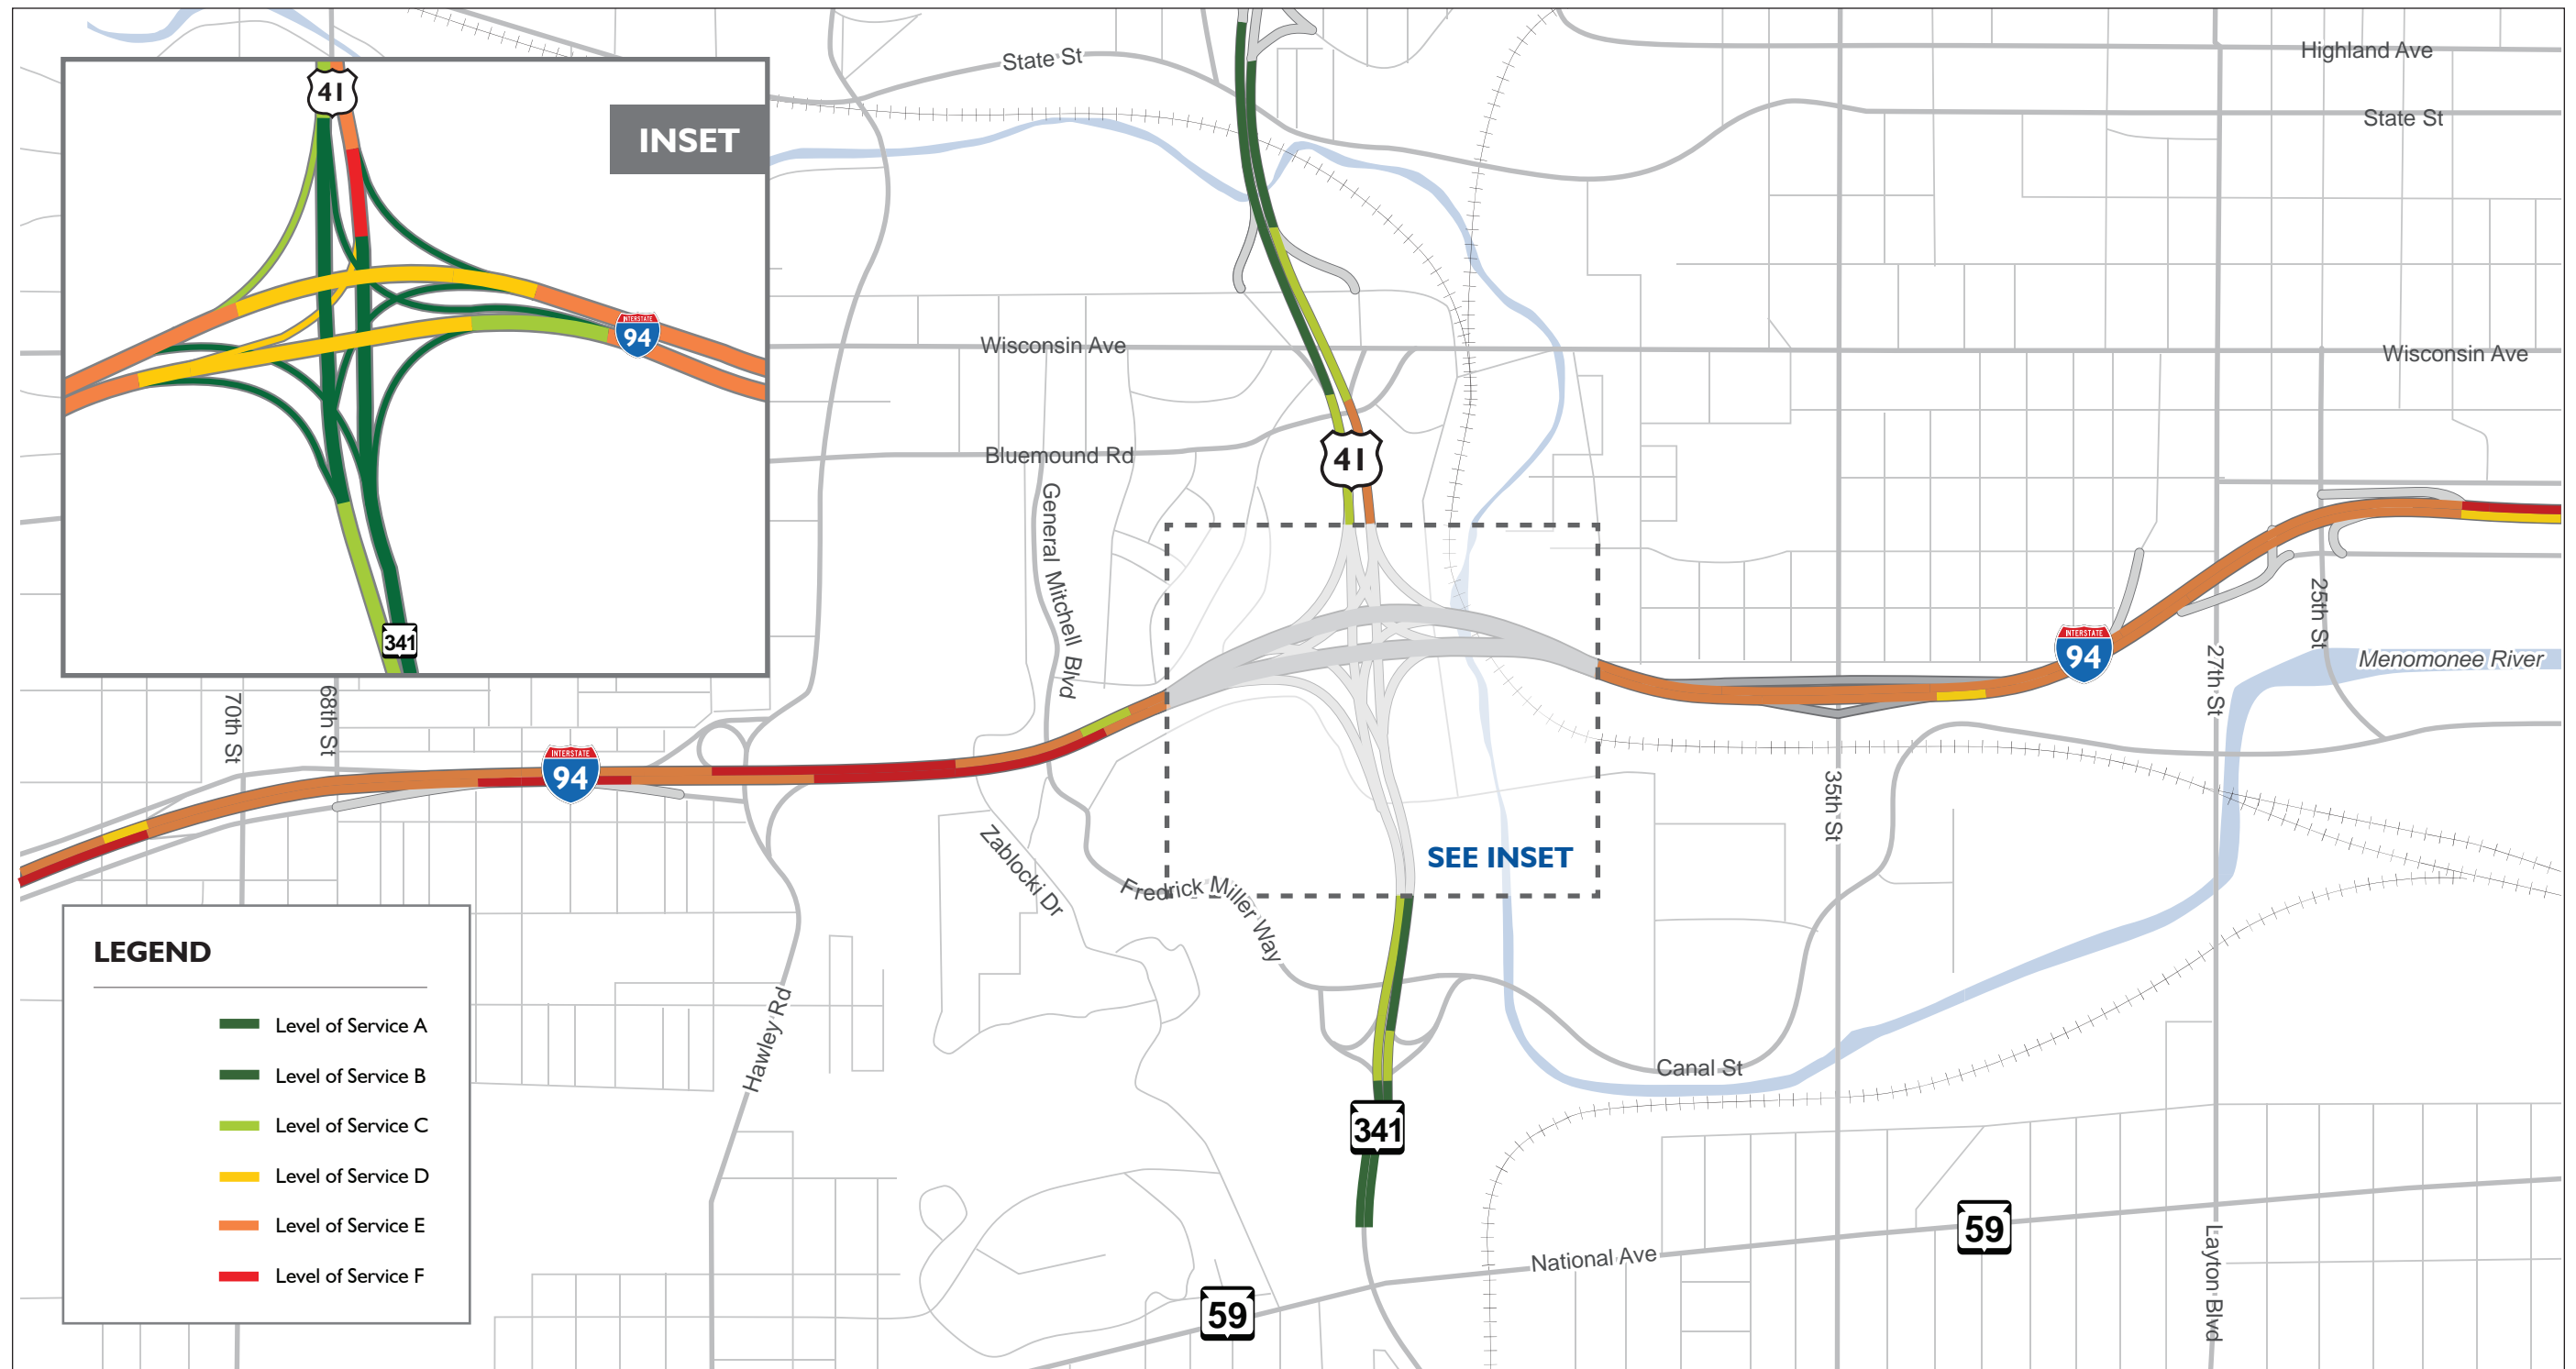 State St
Highland Ave
State St
41
INSET
INTERSTATE
94
341
Wisconsin Ave
Wisconsin Ave
Bluemound Rd
41
General Mitchell Blvd
70th St
68th St
INTERSTATE
94
INTERSTATE
94
25th St
27th St
Menomonee River
35th St
SEE INSET
Zablocki Dr
Fredrick Miller Way
Hawley Rd
Canal St
341
59
National Ave
59
Layton Blvd
LEGEND
Level of Service A
Level of Service B
Level of Service C
Level of Service D
Level of Service E
Level of Service F